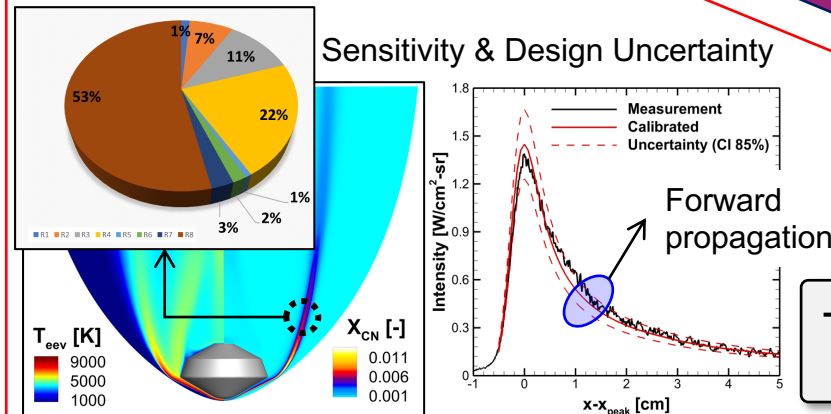 Sensitivity & Design Uncertainty
1%
7%
11%
22%
1%
2%
3%
53%
R1 R2 R3 R4 R5 R6 R7 R8
T_eev [K]
9000
5000
1000
X_CN [-]
0.011
0.006
0.001
Measurement
Calibrated
Uncertainty (CI 85%)
Forward
propagation
Intensity [W/cm²-sr]
1.8
1.5
1.2
0.9
0.6
0.3
0.0
-1 0 1 2 3 4 5
x-x_peak [cm]